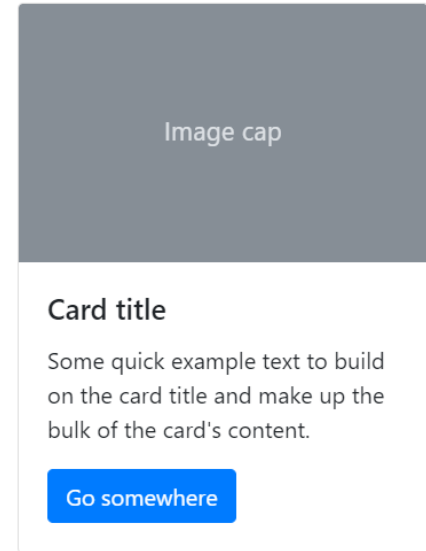 Image cap
Card title
Some quick example text to build
on the card title and make up the
bulk of the card's content.
Go somewhere